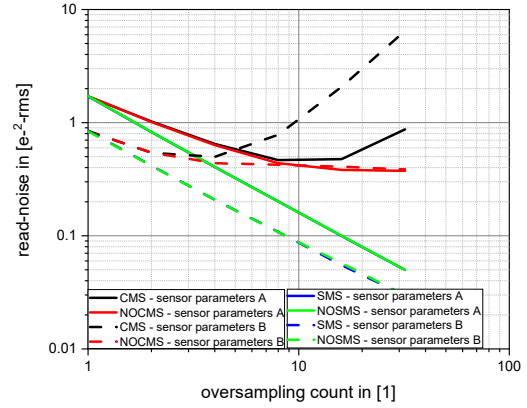 10
1
0.1
0.01
read-noise in [e⁻²-rms]
CMS - sensor parameters A
NOCMS - sensor parameters A
CMS - sensor parameters B
NOCMS - sensor parameters B
SMS - sensor parameters A
NOSMS - sensor parameters A
SMS - sensor parameters B
NOSMS - sensor parameters B
1 10 100
oversampling count in [1]